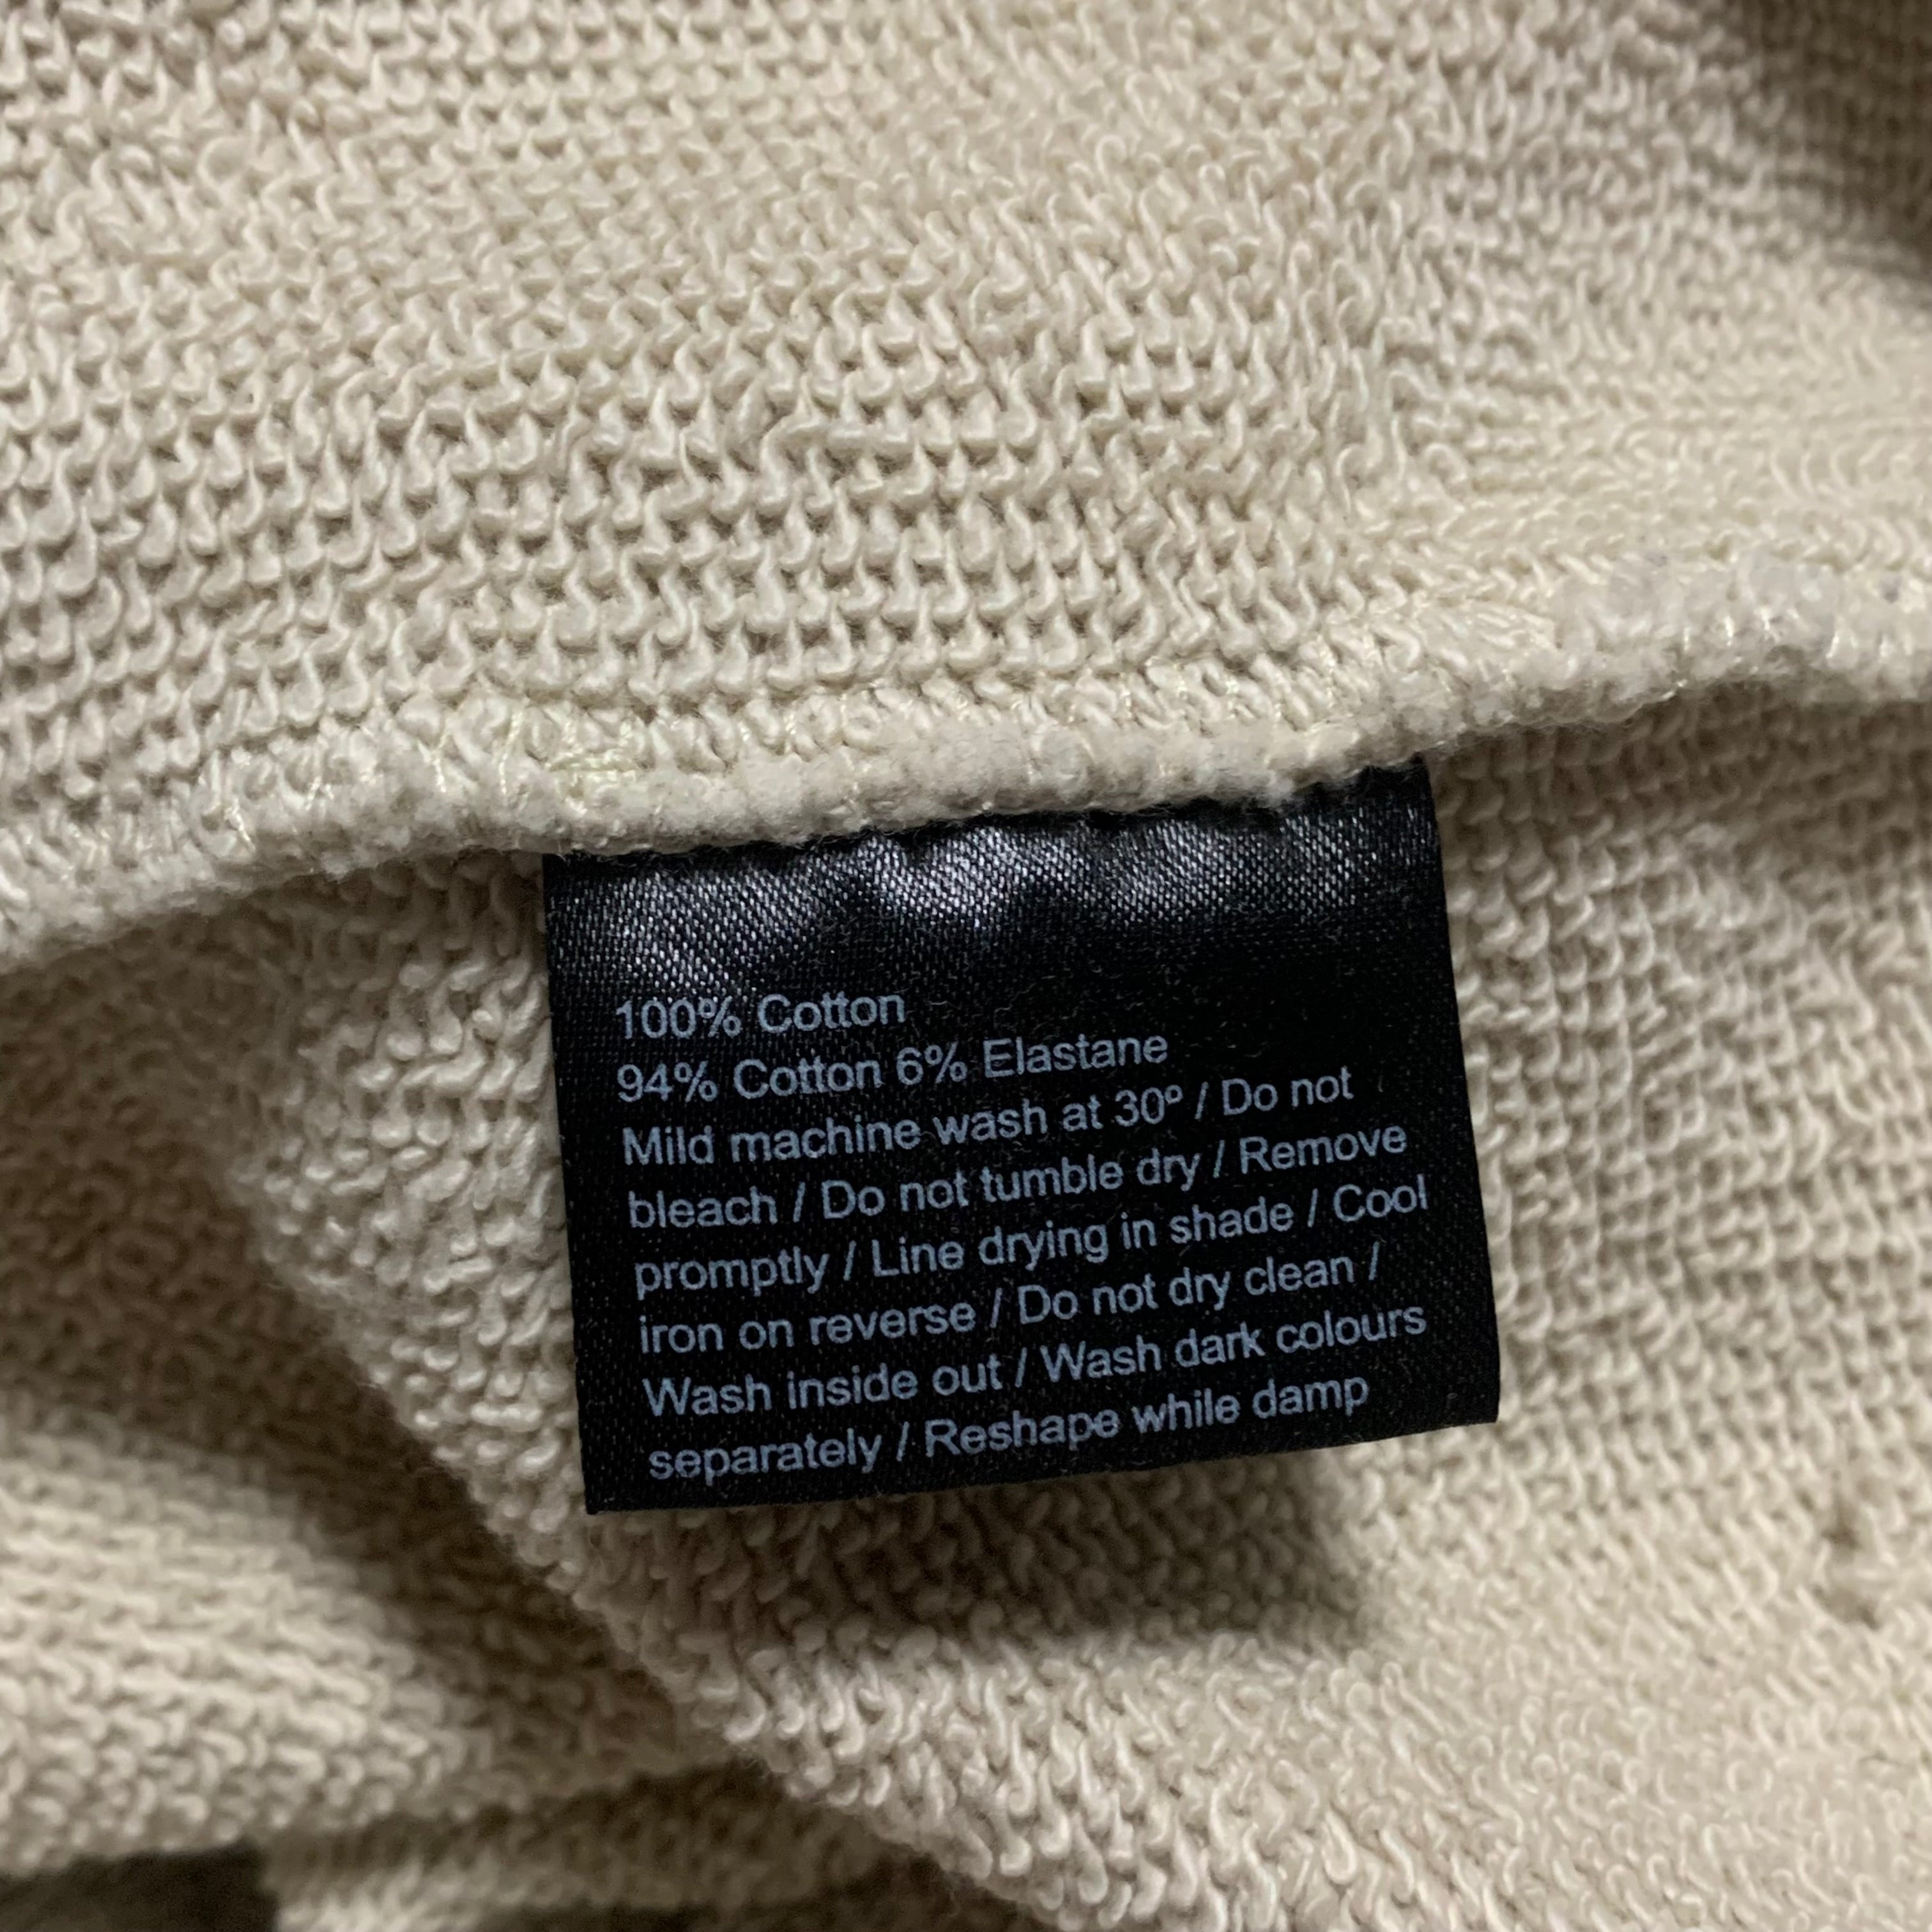 100% Cotton
94% Cotton 6% Elastane
Mild machine wash at 30º / Do not
bleach / Do not tumble dry / Remove
promptly / Line drying in shade / Cool
iron on reverse / Do not dry clean /
Wash inside out / Wash dark colours
separately / Reshape while damp